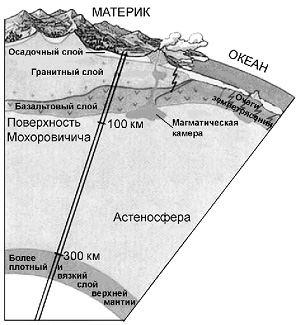 МАТЕРИК
Осадочный слой
ОКЕАН
Гранитный слой
Базальтовый слой
Очаги
землетрясений
Поверхность
Мохоровичича
100 км
Магматическая
камера
Астеносфера
300 км
Более
плотный и
вязкий
слой
верхней
мантии